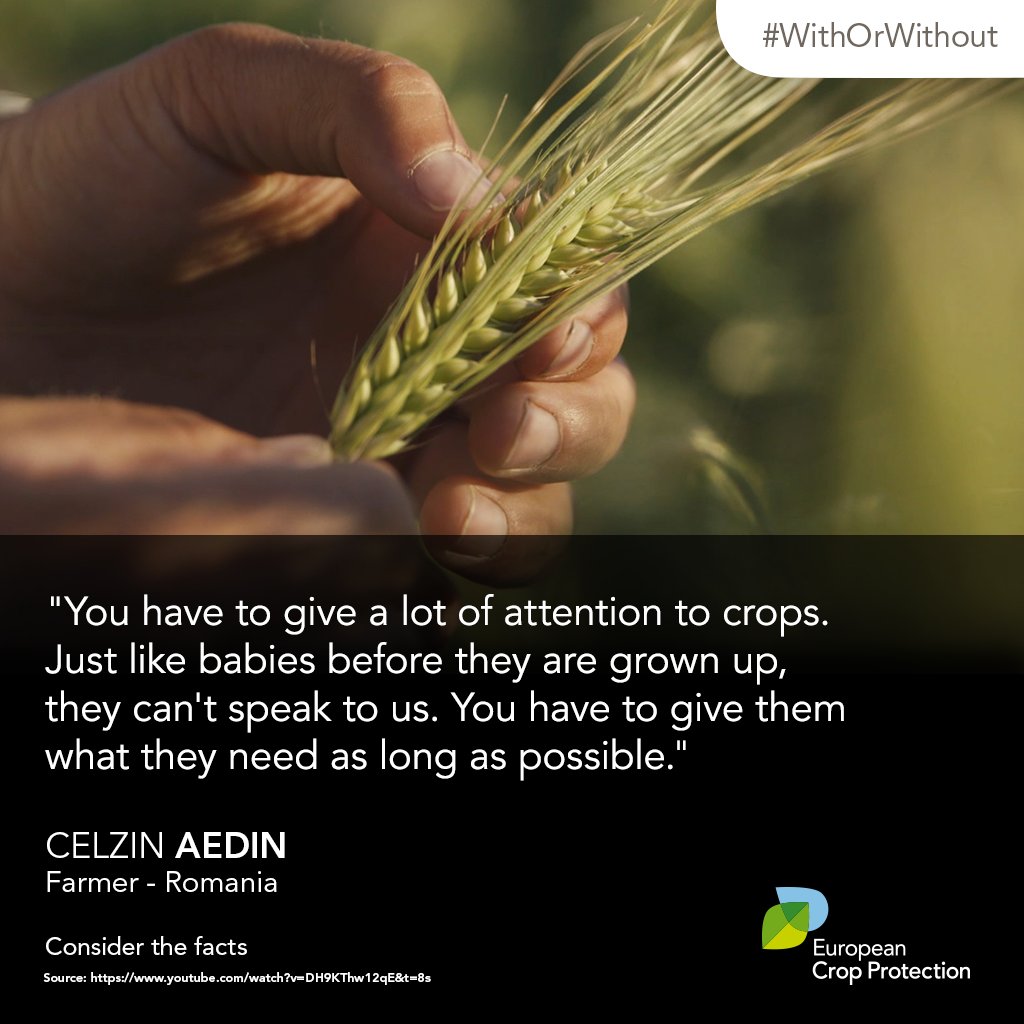 #WithOrWithout
"You have to give a lot of attention to crops.
Just like babies before they are grown up,
they can't speak to us. You have to give them
what they need as long as possible."
CELZIN AEDIN
Farmer - Romania
Consider the facts
Source: https://www.youtube.com/watch?v=DH9KThw12qE&t=8s
European
Crop Protection